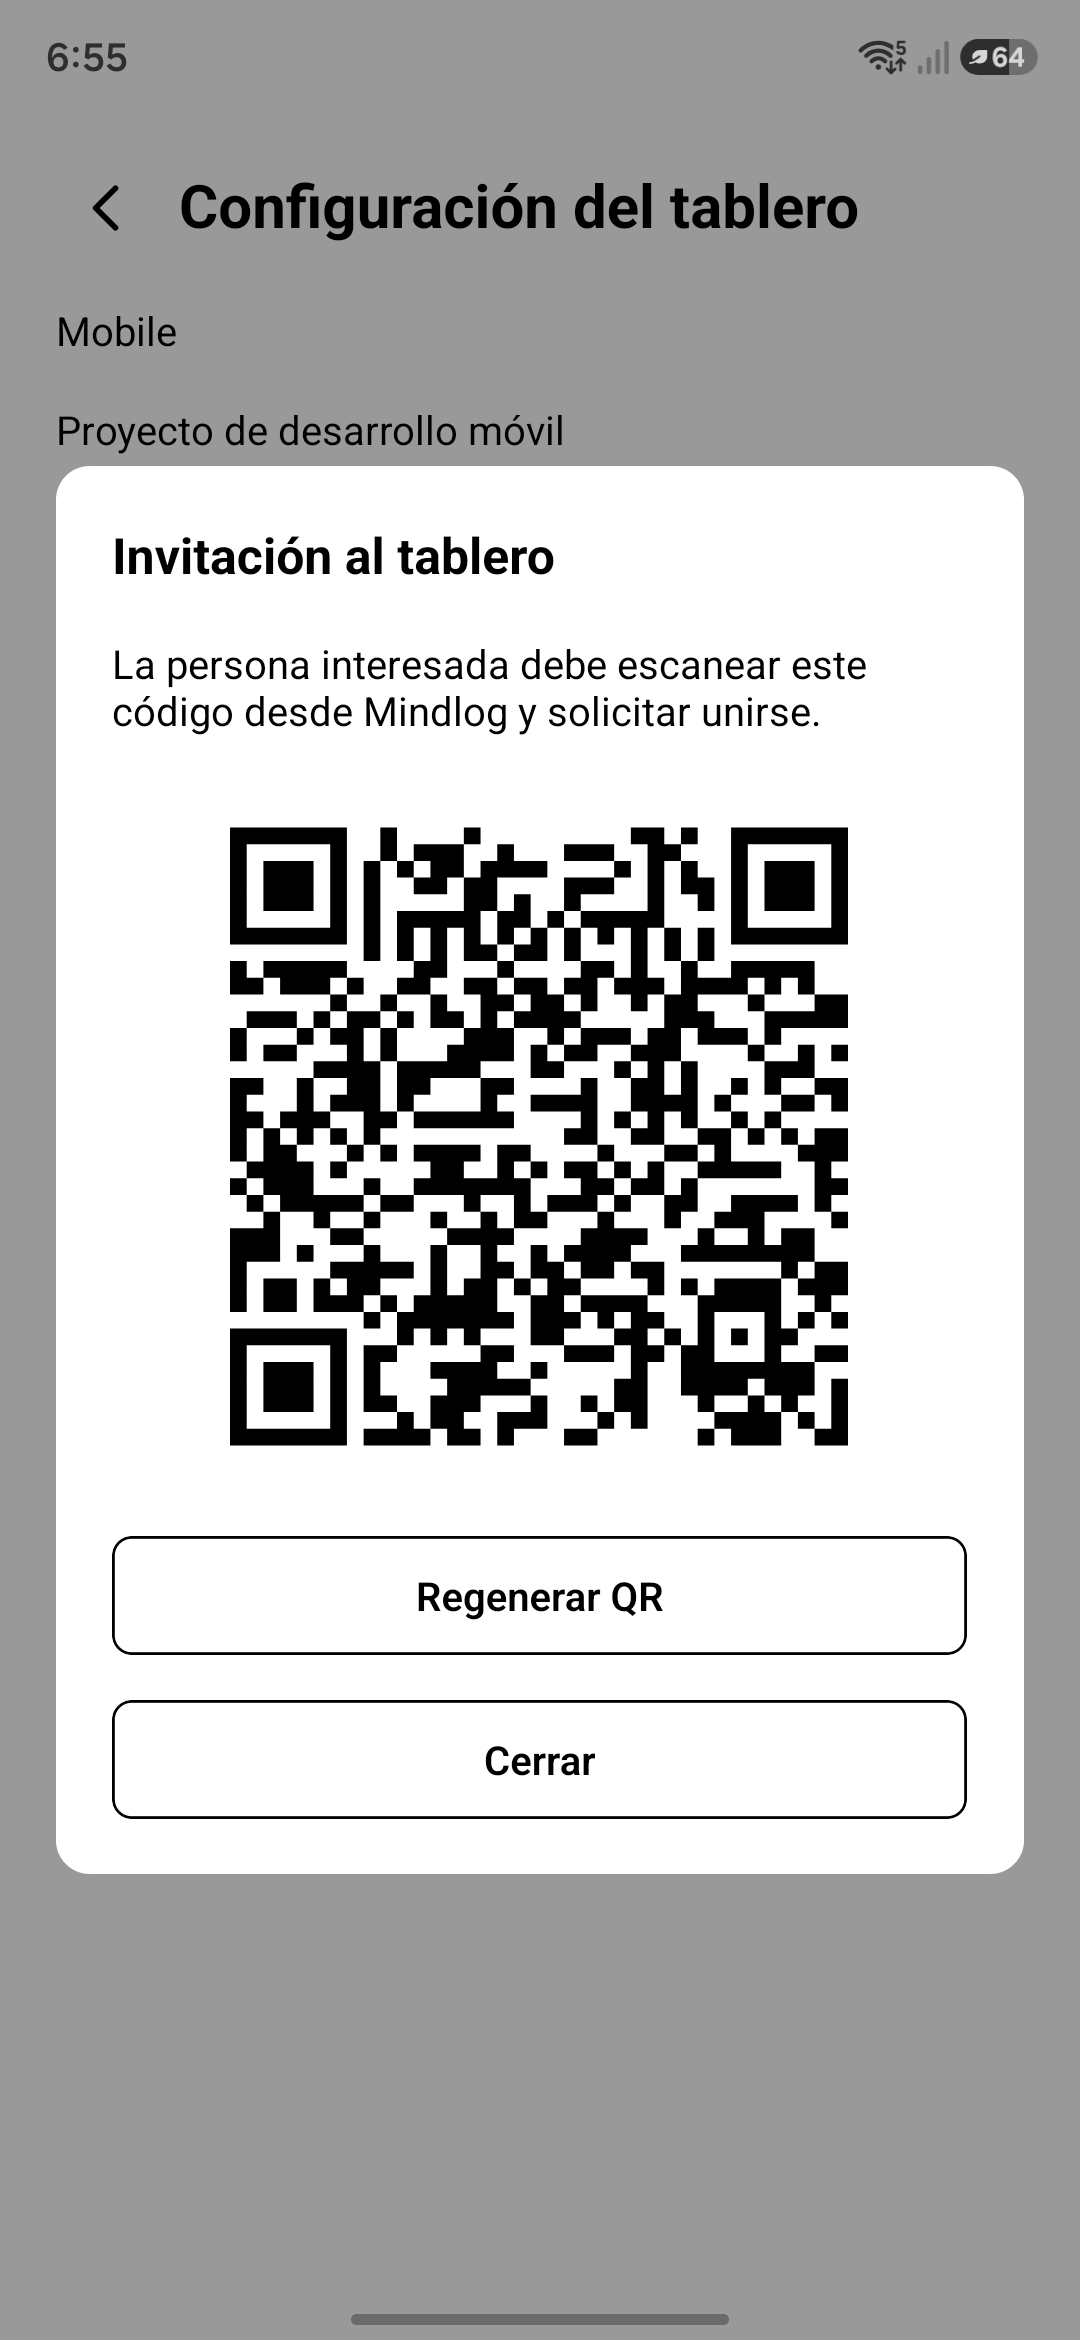 6:55
5
64
Configuración del tablero
Mobile
Proyecto de desarrollo móvil
Invitación al tablero
La persona interesada debe escanear este
código desde Mindlog y solicitar unirse.
Regenerar QR
Cerrar